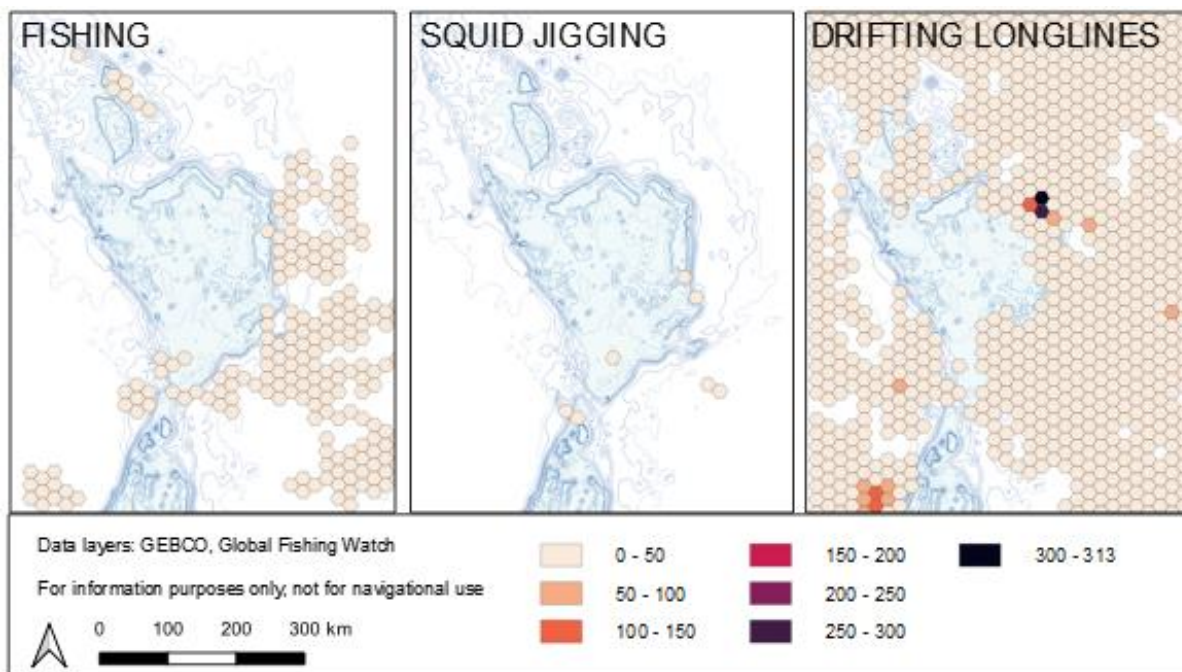 FISHING
SQUID JIGGING
DRIFTING LONGLINES
Data layers: GEBCO, Global Fishing Watch
For information purposes only; not for navigational use
0 100 200 300 km
0 - 50
50 - 100
100 - 150
150 - 200
200 - 250
250 - 300
300 - 313